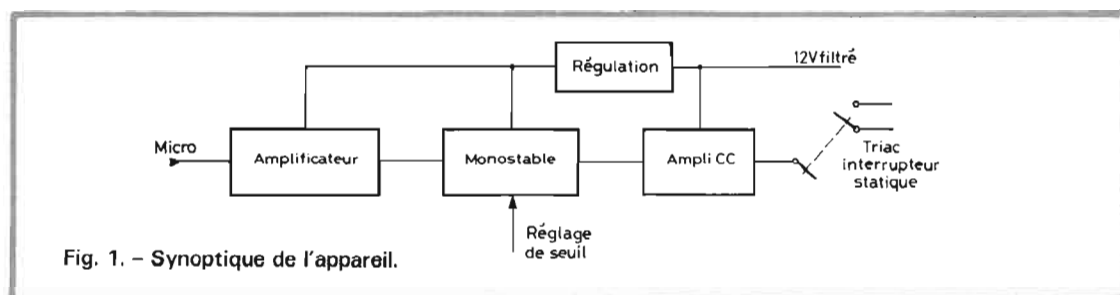 Régulation
12V filtré
Micro
Amplificateur
Monostable
Ampli CC
Triac
interrupteur
statique
Réglage
de seuil
Fig. 1. – Synoptique de l'appareil.